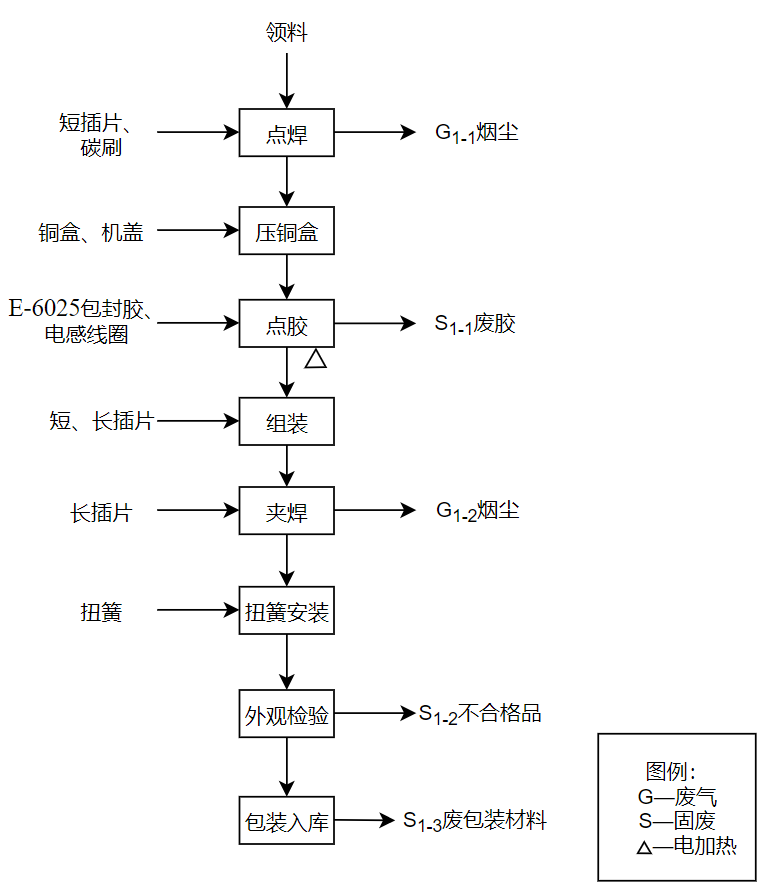 领料
短插片、
碳刷
点焊
G1-1烟尘
铜盒、机盖
压铜盒
E-6025包封胶、
电感线圈
点胶
S1-1废胶
短、长插片
组装
长插片
夹焊
G1-2烟尘
扭簧
扭簧安装
外观检验
S1-2不合格品
包装入库
S1-3废包装材料
图例：
G—废气
S—固废
△—电加热